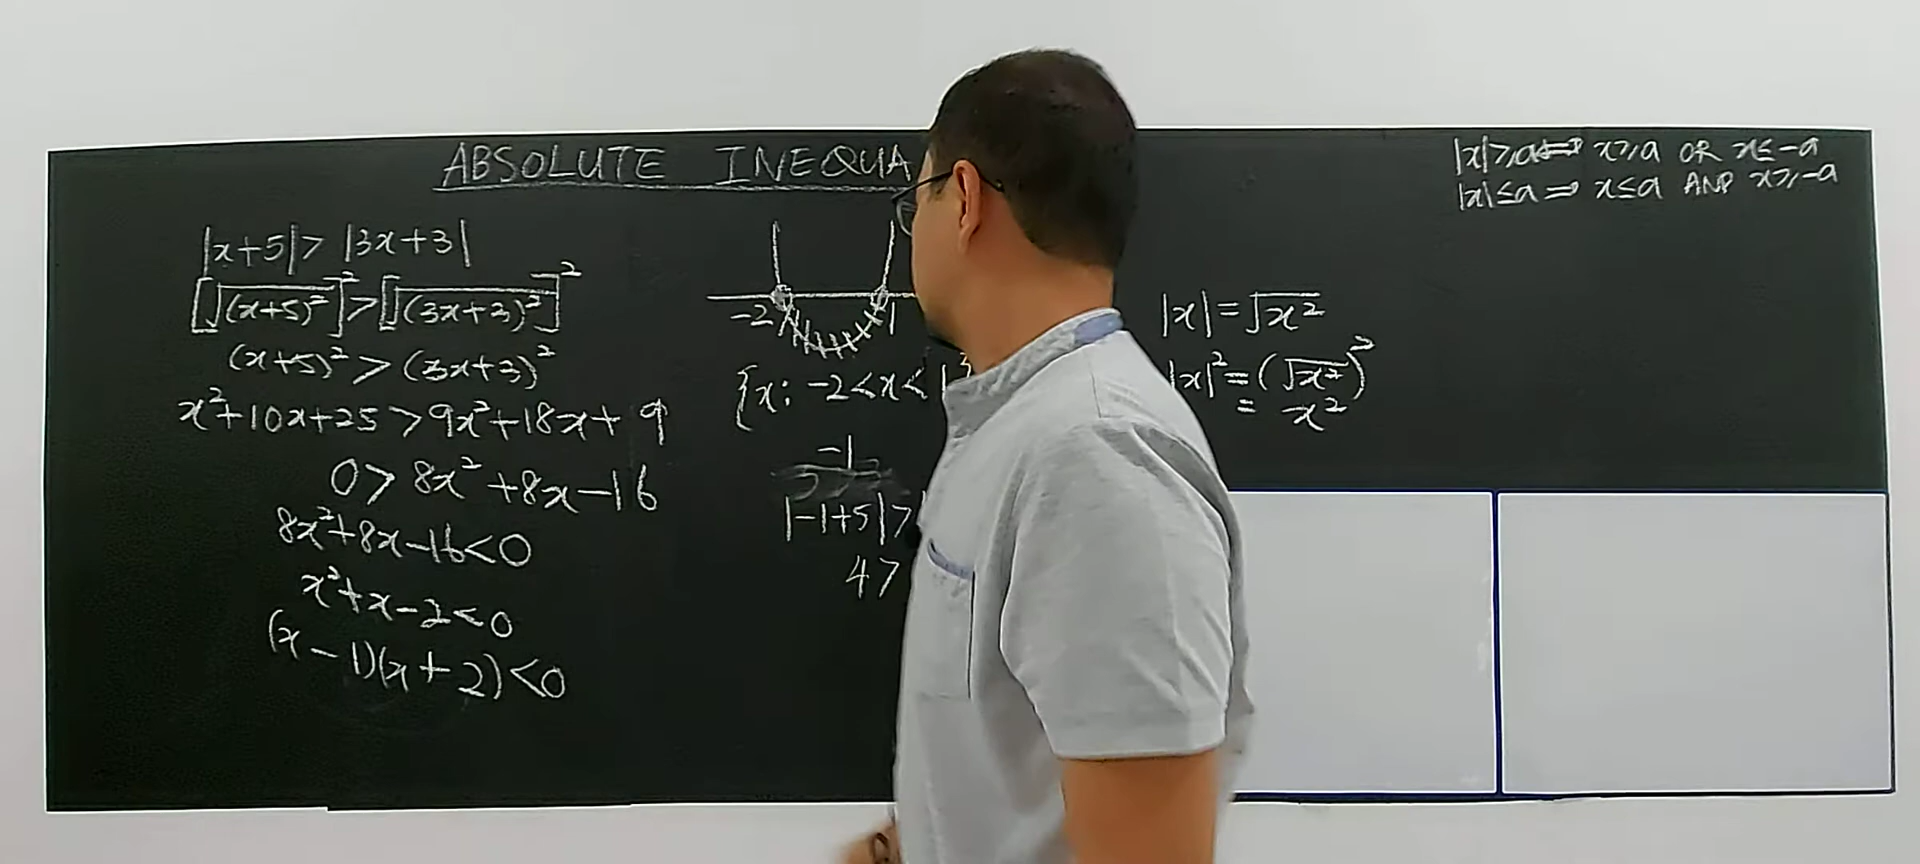 ABSOLUTE INEQUA
|x|≥a⟺ x≥a OR x≤-a
|x|≤a ⟹ x≤a AND x≥-a
|x+5|> |3x+3|
[√(x+5)²]²>[√(3x+3)²]²
(x+5)²>(3x+3)²
x²+10x+25>9x²+18x+9
0>8x²+8x-16
8x²+8x-16<0
x²+x-2<0
(x-1)(x+2)<0
-2 1
{x: -2<x<1}
-1
|-1+5|>
4>
|x|=√x²
|x|²=(√x²)²
= x²